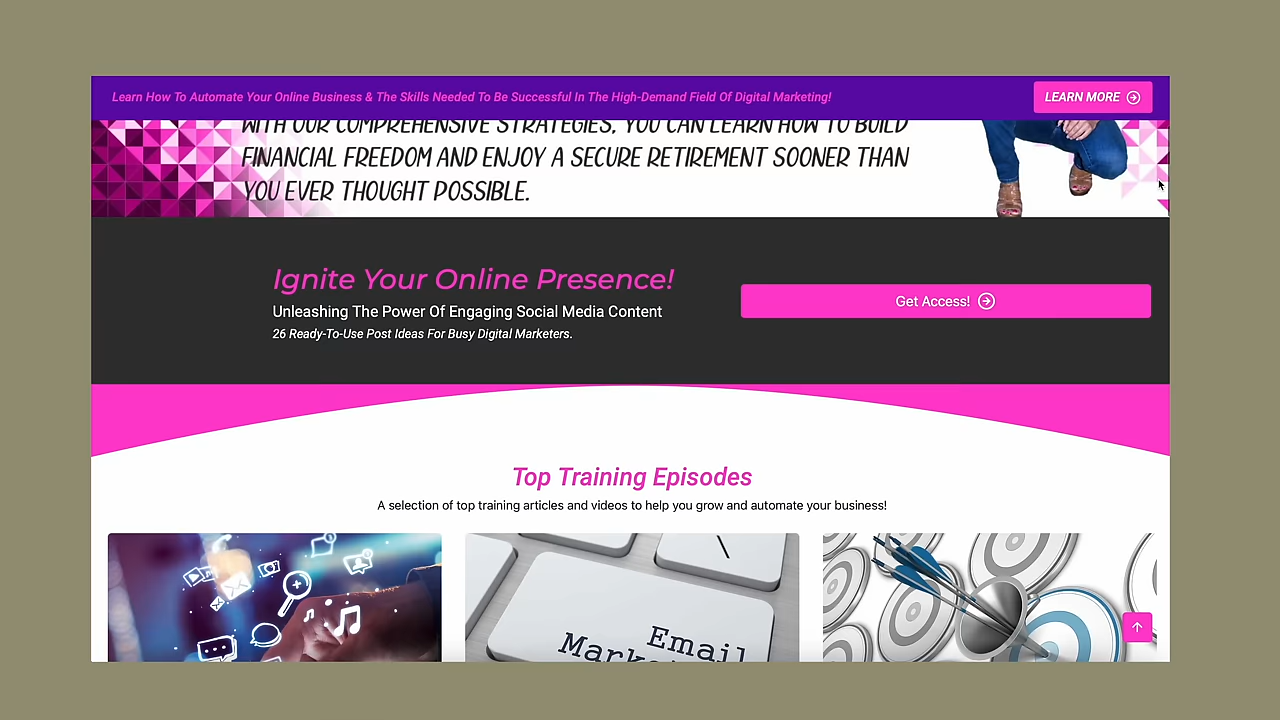 Learn How To Automate Your Online Business & The Skills Needed To Be Successful In The High-Demand Field Of Digital Marketing!
LEARN MORE
WITH OUR COMPREHENSIVE STRATEGIES, YOU CAN LEARN HOW TO BUILD
FINANCIAL FREEDOM AND ENJOY A SECURE RETIREMENT SOONER THAN
YOU EVER THOUGHT POSSIBLE.
Ignite Your Online Presence!
Unleashing The Power Of Engaging Social Media Content
26 Ready-To-Use Post Ideas For Busy Digital Marketers.
Get Access!
Top Training Episodes
A selection of top training articles and videos to help you grow and automate your business!
Email